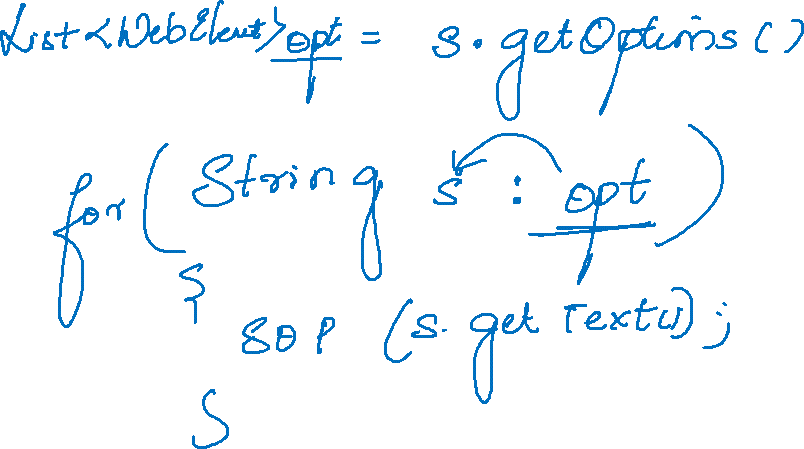 List<WebElement> opt = s.getOptions()
for(String s : opt)
{
SOP (s.getText());
}